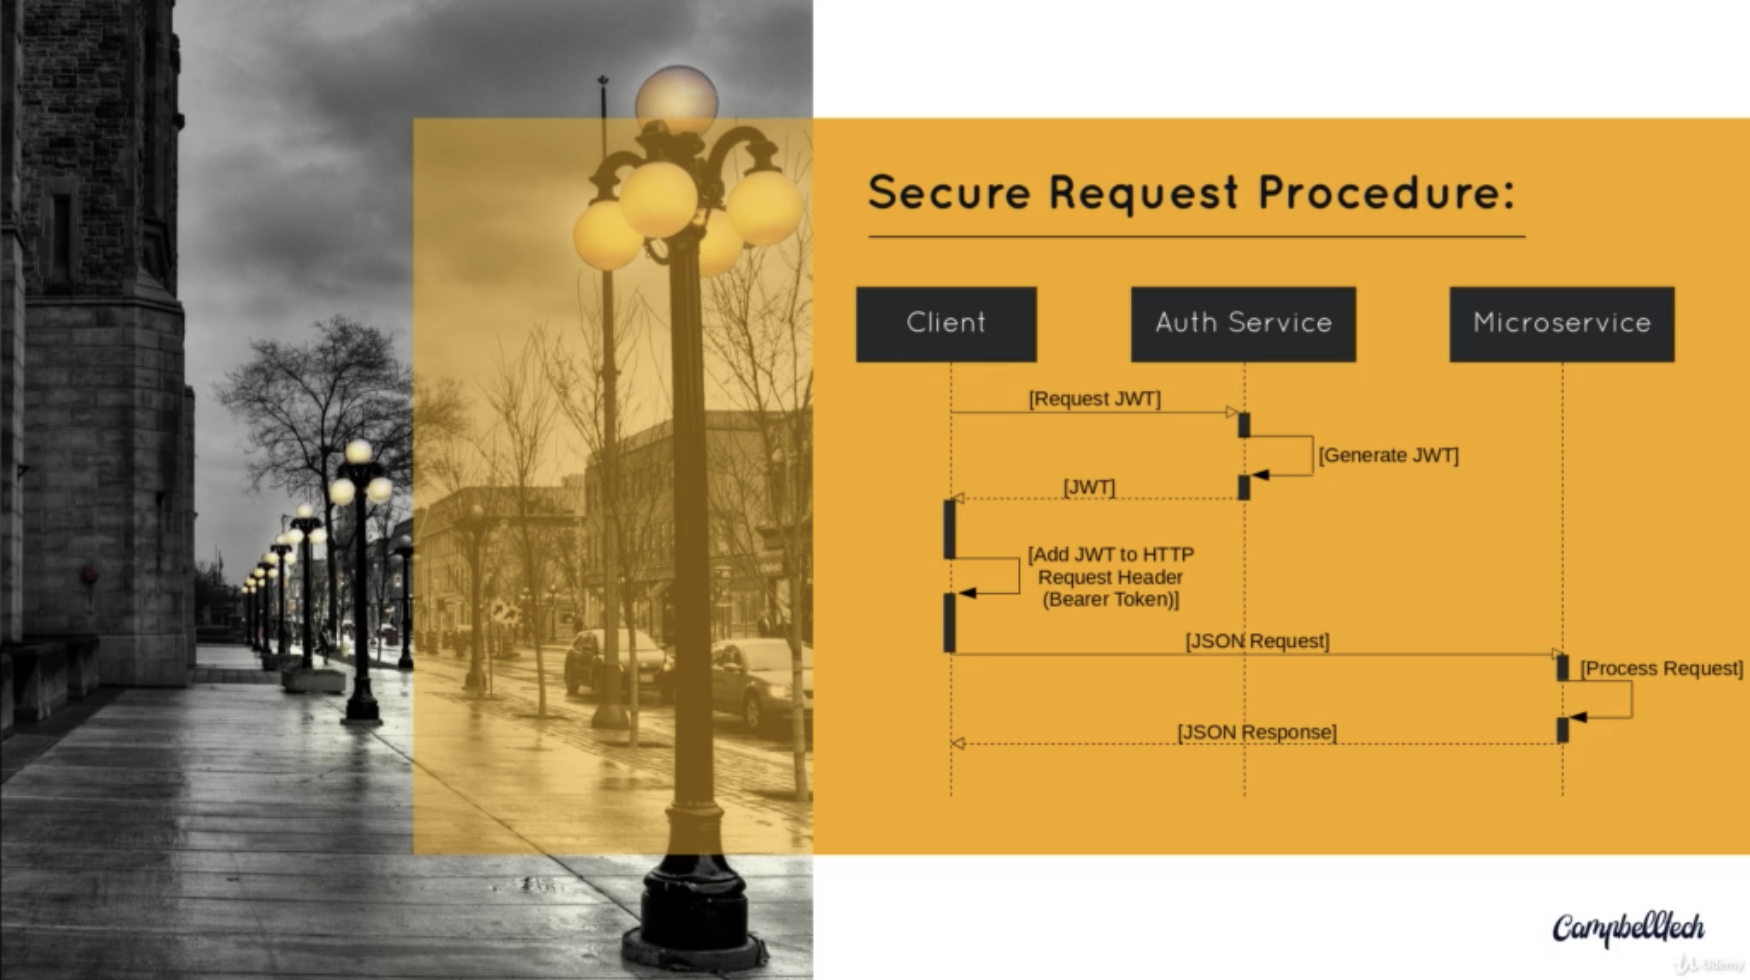 Secure Request Procedure:
Client
Auth Service
Microservice
[Request JWT]
[Generate JWT]
[JWT]
[Add JWT to HTTP
Request Header
(Bearer Token)]
[JSON Request]
[Process Request]
[JSON Response]
Campbelltech
Udemy